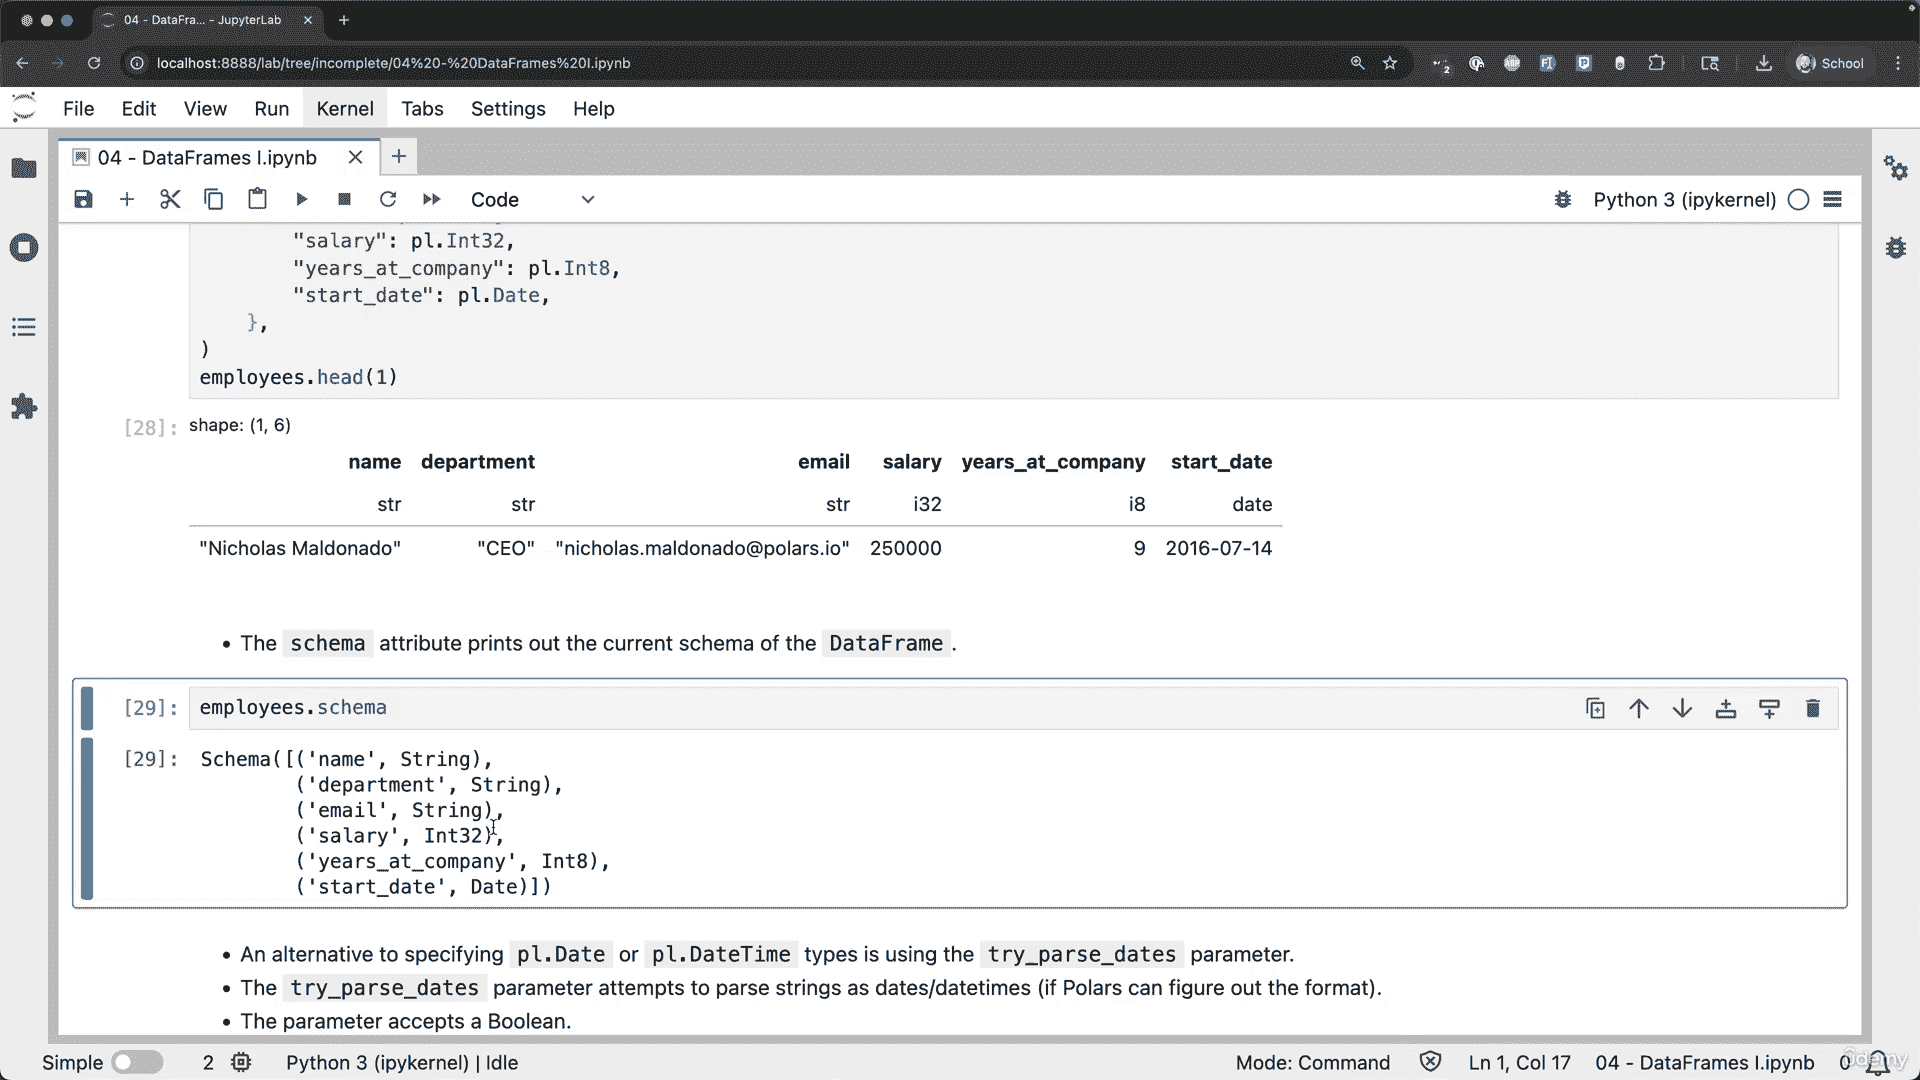 04 - DataFra... - JupyterLab
localhost:8888/lab/tree/incomplete/04%20-%20DataFrames%20I.ipynb
2
School
File Edit View Run Kernel Tabs Settings Help
04 - DataFrames I.ipynb
Code
Python 3 (ipykernel)
"salary": pl.Int32,
"years_at_company": pl.Int8,
"start_date": pl.Date,
},
)
employees.head(1)
[28]: shape: (1, 6)
name department email salary years_at_company start_date
str str str i32 i8 date
"Nicholas Maldonado" "CEO" "nicholas.maldonado@polars.io" 250000 9 2016-07-14
• The schema attribute prints out the current schema of the DataFrame.
[29]: employees.schema
[29]: Schema([('name', String),
('department', String),
('email', String),
('salary', Int32),
('years_at_company', Int8),
('start_date', Date)])
• An alternative to specifying pl.Date or pl.DateTime types is using the try_parse_dates parameter.
• The try_parse_dates parameter attempts to parse strings as dates/datetimes (if Polars can figure out the format).
• The parameter accepts a Boolean.
Simple 2 Python 3 (ipykernel) | Idle Mode: Command Ln 1, Col 17 04 - DataFrames I.ipynb 0
udemy